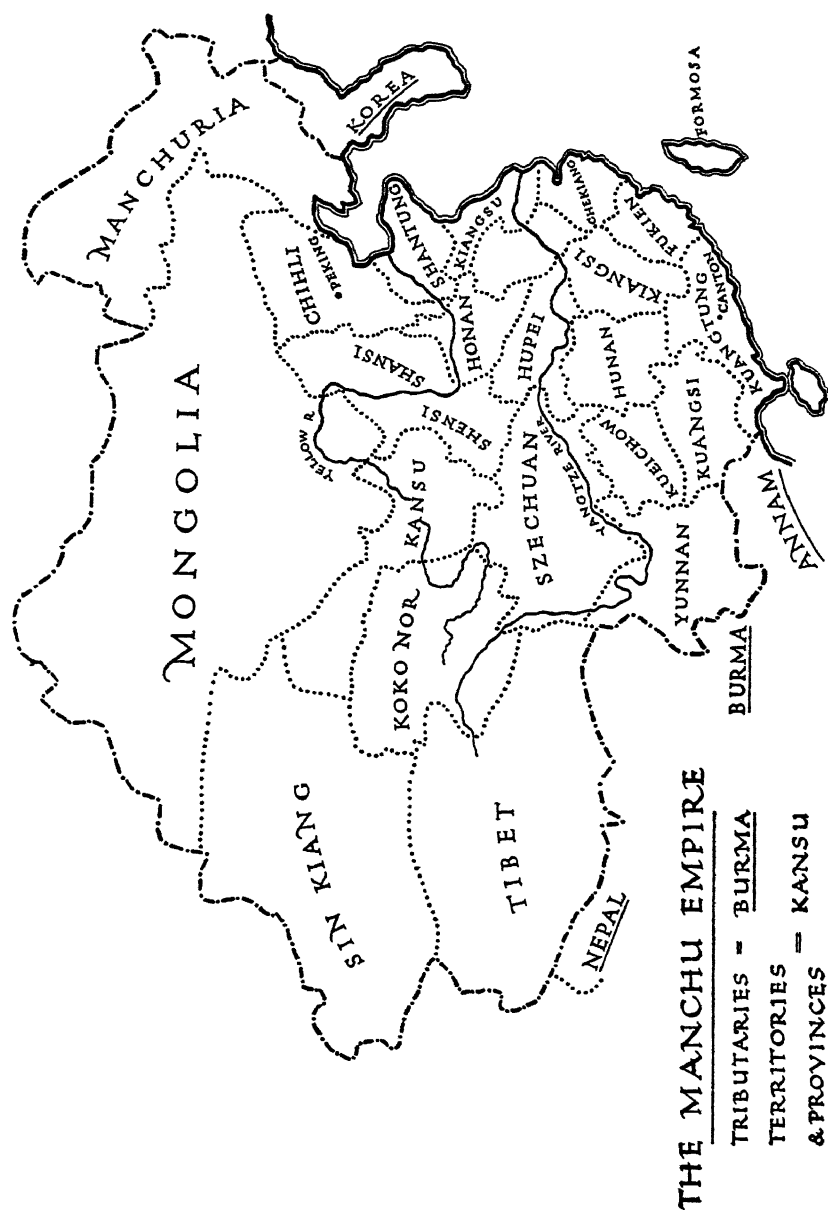 MANCHURIA
MONGOLIA
KOREA
CHIHLI
PEKING
SHANTUNG
SHANSI
YELLOW R.
SHENSI
KANSU
HONAN
KIANGSU
HUPEI
SIN KIANG
KOKO NOR
TIBET
SZECHUAN
YANGTZE RIVER
CHEKIANG
KIANGSI
FUKIEN
FORMOSA
HUNAN
KUEICHOW
KUANGSI
KUANGTUNG
CANTON
YUNNAN
ANNAM
BURMA
NEPAL
THE MANCHU EMPIRE
TRIBUTARIES = BURMA
TERRITORIES
& PROVINCES = KANSU